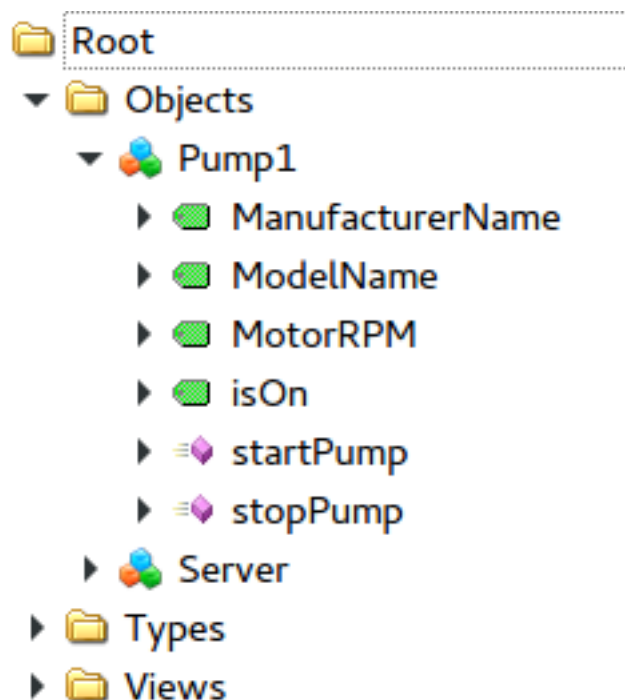 Root
Objects
Pump1
ManufacturerName
ModelName
MotorRPM
isOn
startPump
stopPump
Server
Types
Views